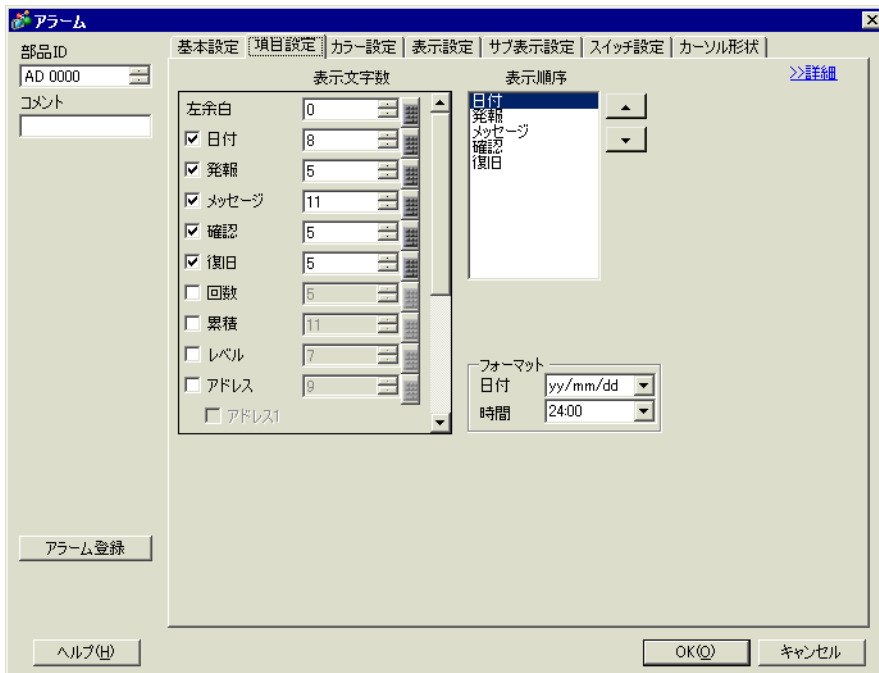 アラーム
部品ID
AD 0000
コメント
基本設定 項目設定 カラー設定 表示設定 サブ表示設定 スイッチ設定 カーソル形状
>>詳細
表示文字数
左余白 0
日付 8
発報 5
メッセージ 11
確認 5
復旧 5
回数 5
累積 11
レベル 7
アドレス 9
アドレス1
表示順序
日付
発報
メッセージ
確認
復旧
フォーマット
日付 yy/mm/dd
時間 24:00
アラーム登録
ヘルプ(H)
OK(O)
キャンセル